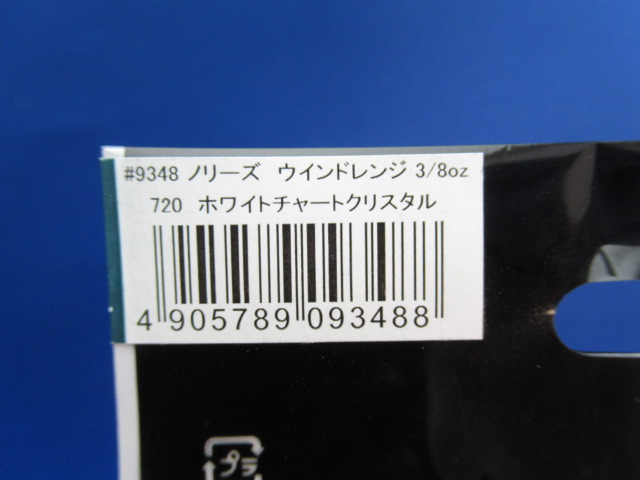 #9348 ノリーズ ウインドレンジ 3/8oz
720 ホワイトチャートクリスタル
4 905789 093488
プラ